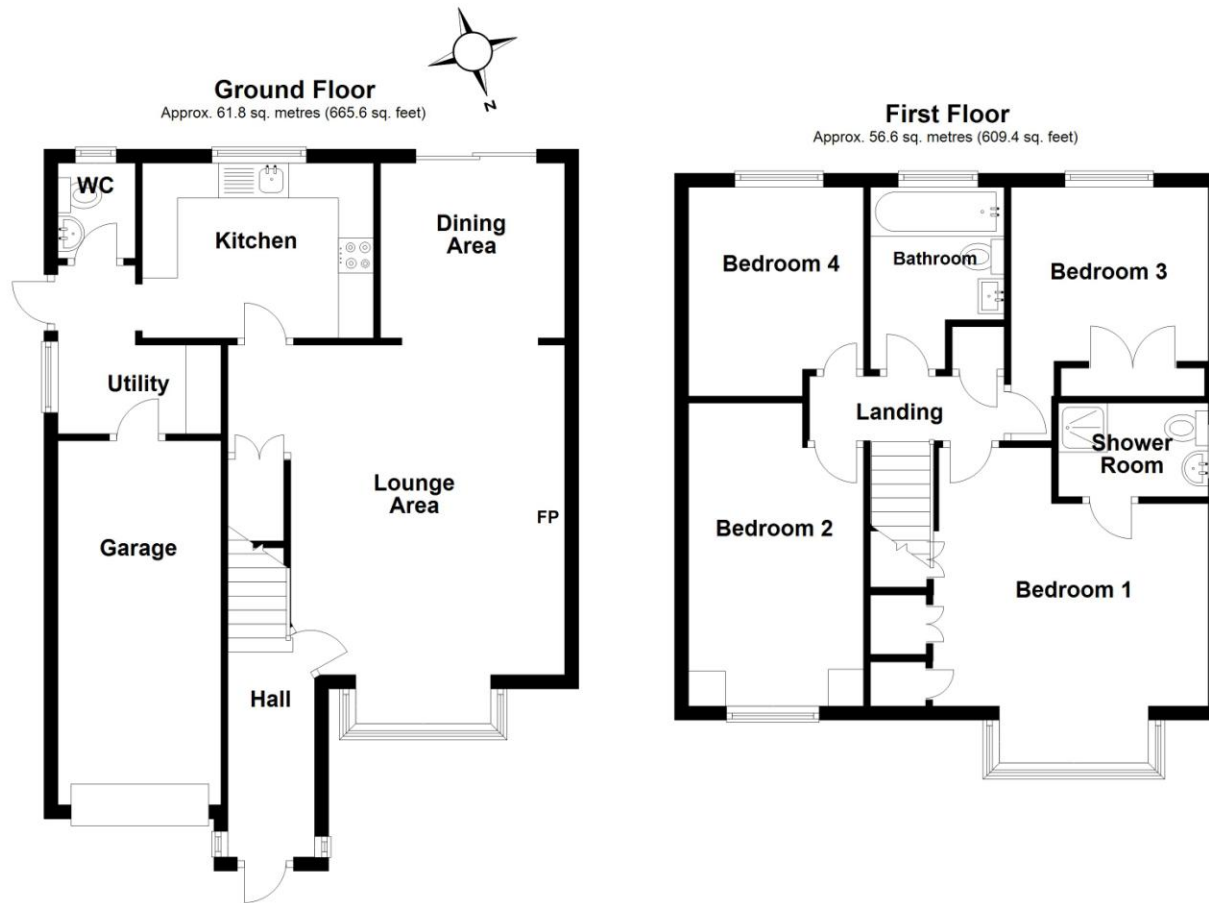 N
Ground Floor
Approx. 61.8 sq. metres (665.6 sq. feet)
WC
Kitchen
Dining
Area
Utility
Lounge
Area
FP
Garage
Hall
First Floor
Approx. 56.6 sq. metres (609.4 sq. feet)
Bedroom 4
Bathroom
Bedroom 3
Landing
Shower
Room
Bedroom 2
Bedroom 1